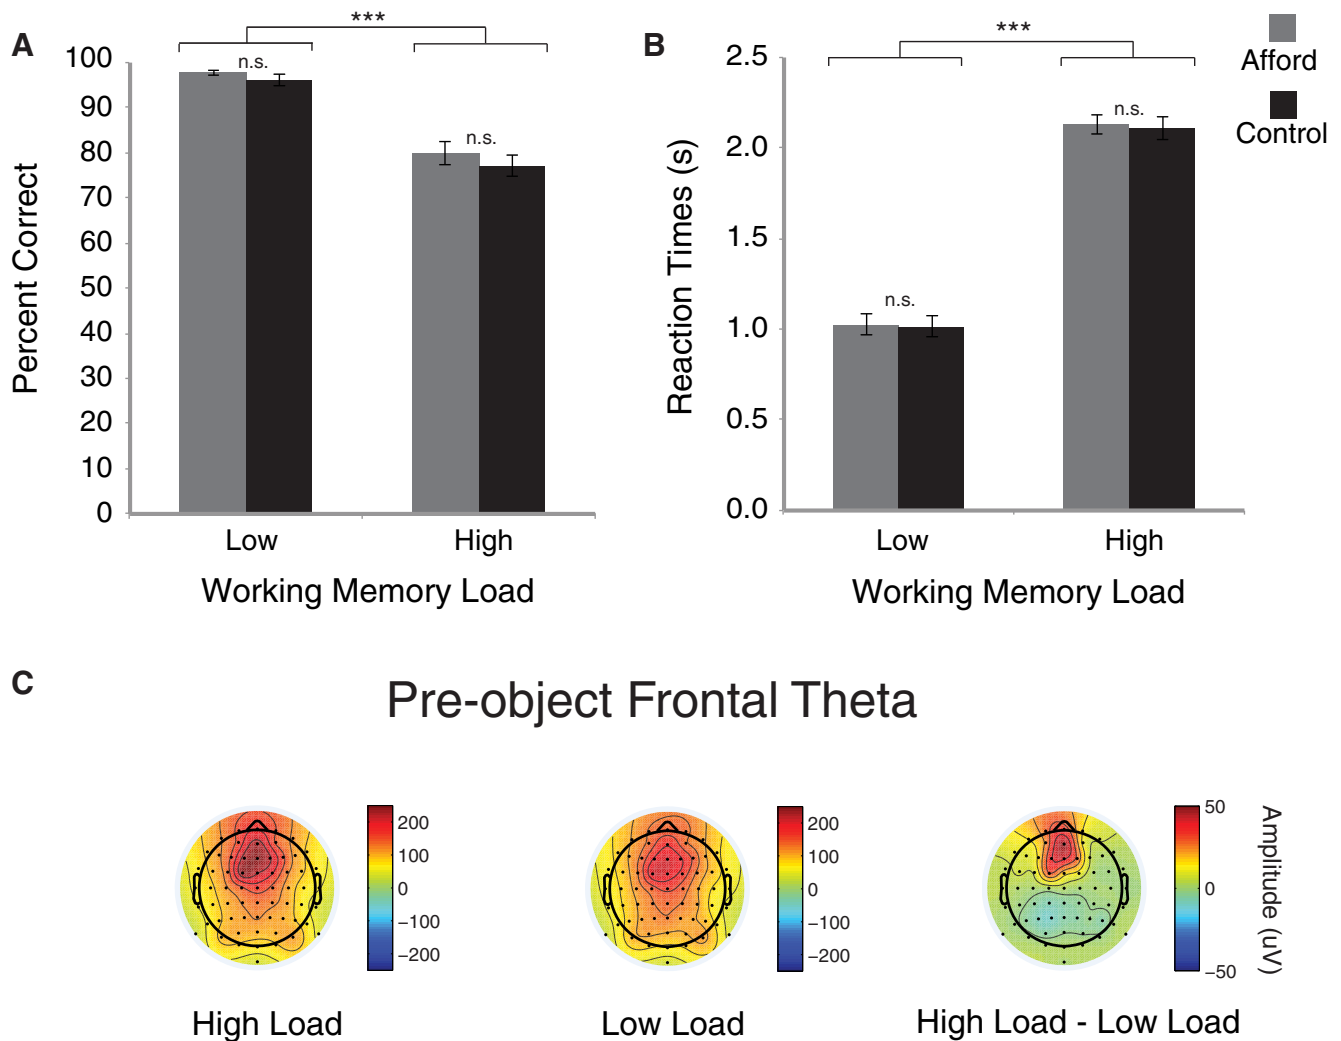 A
***
n.s.
n.s.
100
90
80
70
60
50
40
30
20
10
0
Percent Correct
Low
High
Working Memory Load
B
***
n.s.
n.s.
2.5
2.0
1.5
1.0
0.5
0.0
Reaction Times (s)
Low
High
Working Memory Load
Afford
Control
C
Pre-object Frontal Theta
200
100
0
−100
−200
High Load
200
100
0
−100
−200
Low Load
50
0
−50
Amplitude (uV)
High Load - Low Load